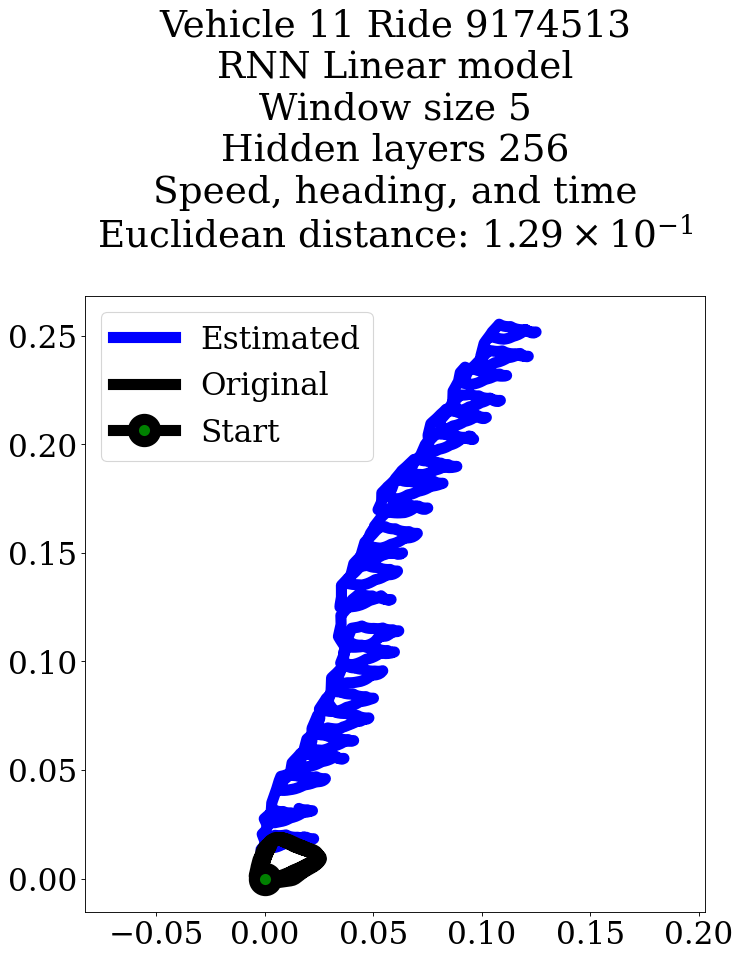 Vehicle 11 Ride 9174513
RNN Linear model
Window size 5
Hidden layers 256
Speed, heading, and time
Euclidean distance: 1.29 × 10⁻¹
Estimated
Original
Start
0.25
0.20
0.15
0.10
0.05
0.00
−0.05 0.00 0.05 0.10 0.15 0.20